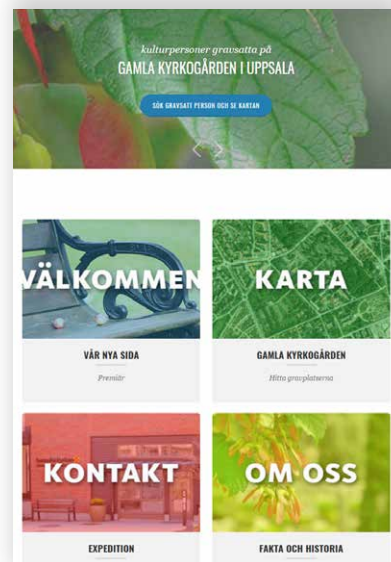 kulturpersoner gravsatta på
GAMLA KYRKOGÅRDEN I UPPSALA
SÖK GRAVSATT PERSON OCH SE KARTAN
VÄLKOMMEN
KARTA
VÅR NYA SIDA
GAMLA KYRKOGÅRDEN
Premiär
Hitta gravplatserna
KONTAKT
OM OSS
EXPEDITION
FAKTA OCH HISTORIA